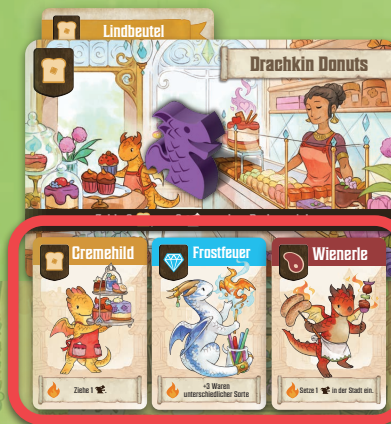 Lindbeutel
Drachkin Donuts
Cremehild
Frostfeuer
Wienerle
Ziehe 1
+3 Waren
unterschiedlicher Sorte
Setze 1 in der Stadt ein.